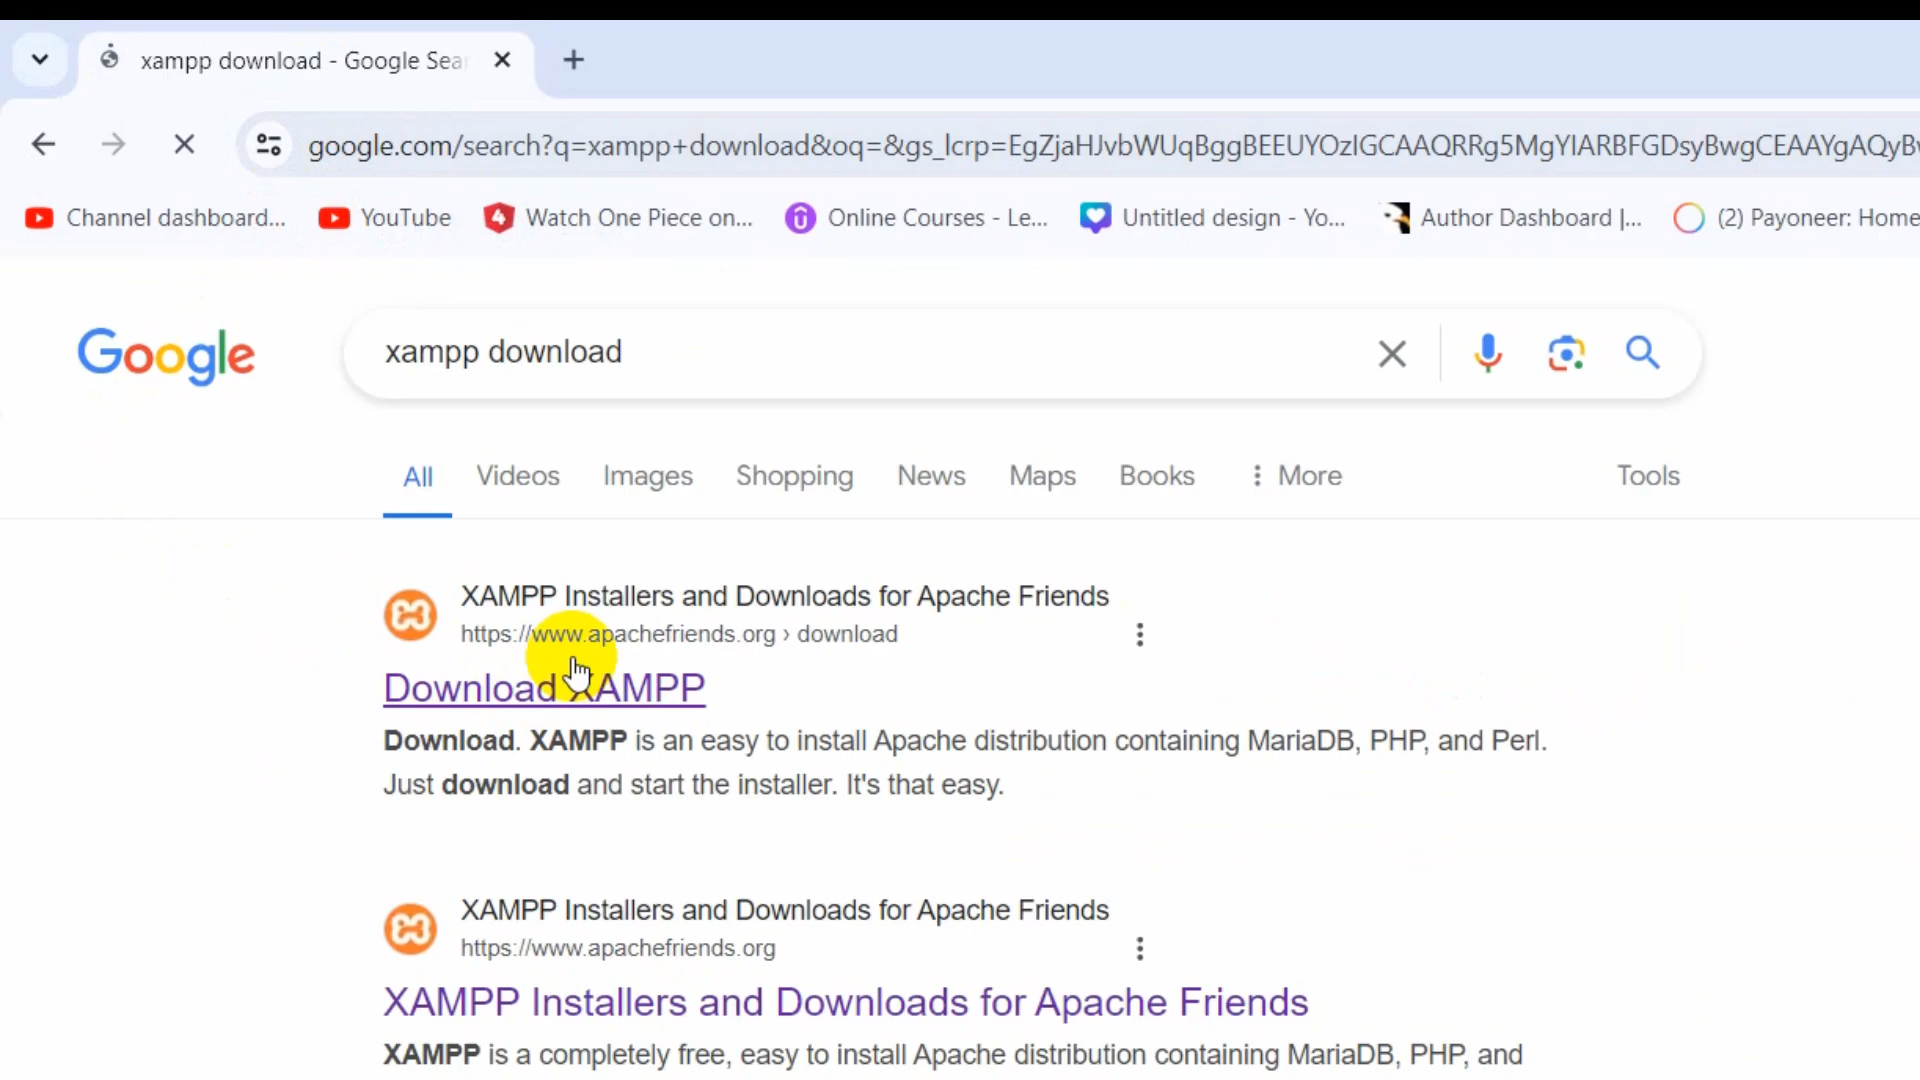 xampp download - Google Sea
google.com/search?q=xampp+download&oq=&gs_lcrp=EgZjaHJvbWUqBggBEEUYOzIGCAAQRRg5MgYIARBFGDsyBwgCEAAYgAQyB
Channel dashboard... YouTube Watch One Piece on... Online Courses - Le... Untitled design - Yo... Author Dashboard |... (2) Payoneer: Home
Google xampp download
All Videos Images Shopping News Maps Books More Tools
XAMPP Installers and Downloads for Apache Friends
https://www.apachefriends.org › download
Download XAMPP
Download. XAMPP is an easy to install Apache distribution containing MariaDB, PHP, and Perl.
Just download and start the installer. It's that easy.
XAMPP Installers and Downloads for Apache Friends
https://www.apachefriends.org
XAMPP Installers and Downloads for Apache Friends
XAMPP is a completely free, easy to install Apache distribution containing MariaDB, PHP, and